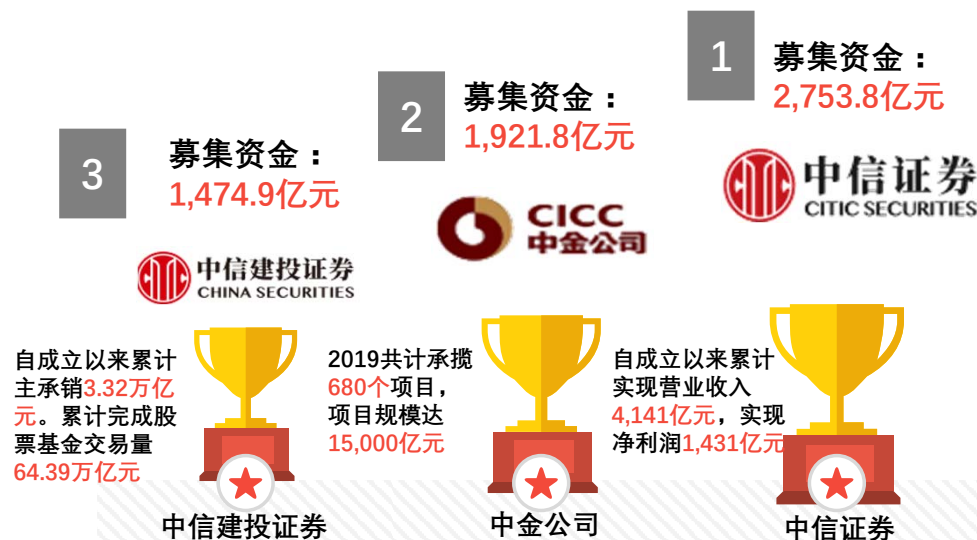 1
募集资金：
2,753.8亿元
中信证券
CITIC SECURITIES
2
募集资金：
1,921.8亿元
CICC
中金公司
3
募集资金：
1,474.9亿元
中信建投证券
CHINA SECURITIES
自成立以来累计
主承销3.32万亿
元。累计完成股
票基金交易量
64.39万亿元
2019共计承揽
680个项目，
项目规模达
15,000亿元
自成立以来累计
实现营业收入
4,141亿元，实现
净利润1,431亿元
中信建投证券
中金公司
中信证券